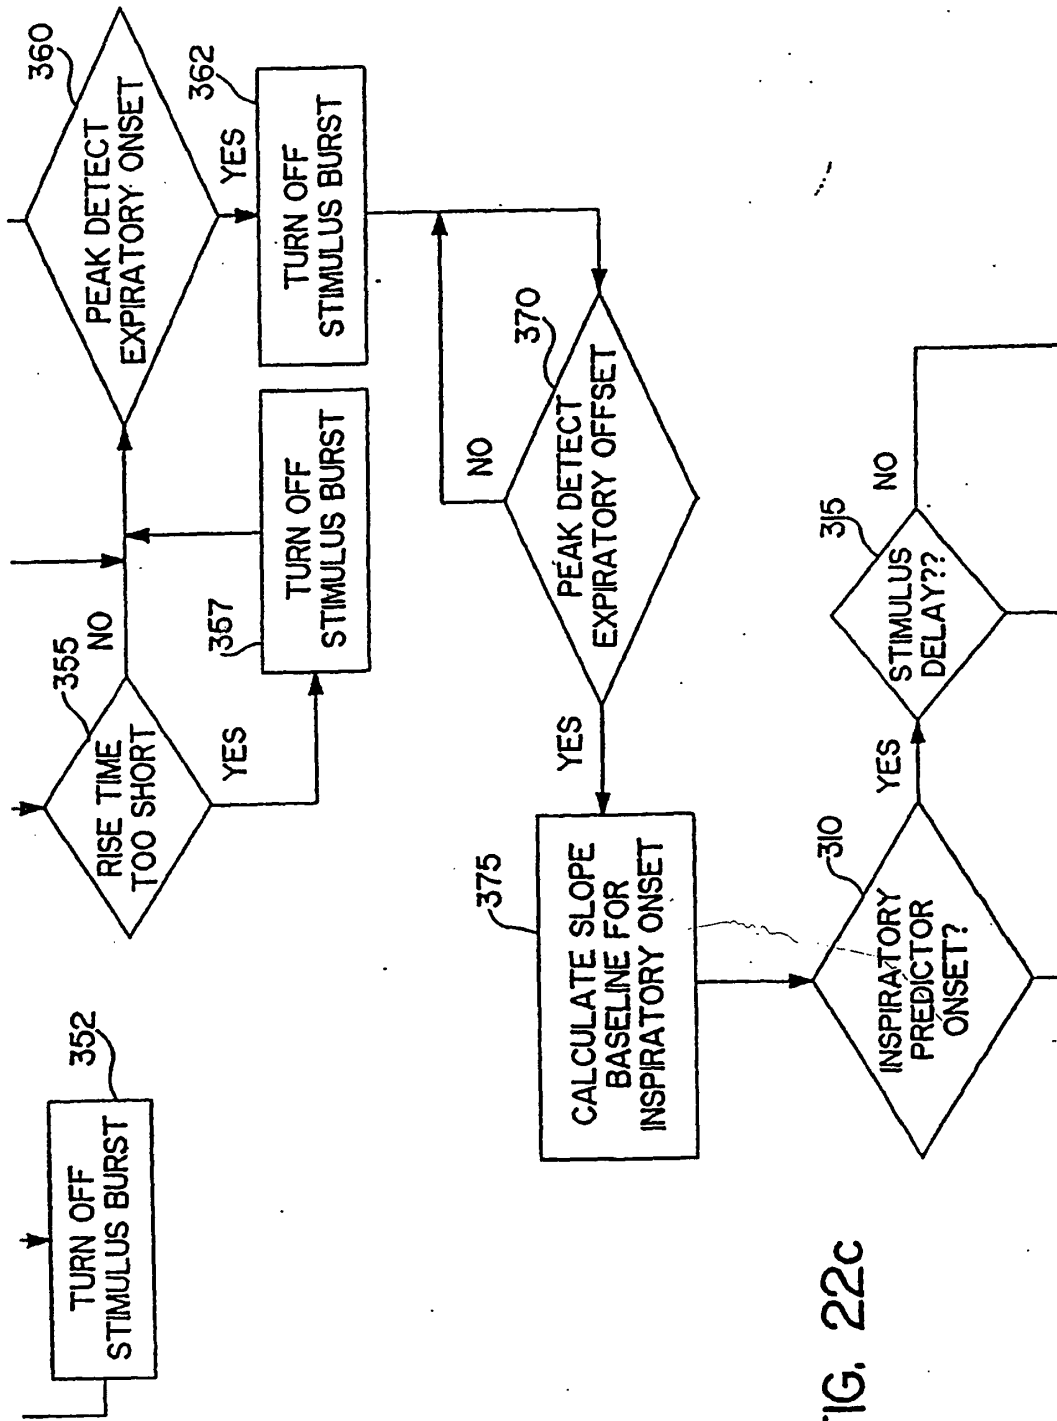 TURN OFF
STIMULUS BURST
352
RISE TIME
TOO SHORT
355
NO
YES
357
TURN OFF
STIMULUS BURST
PEAK DETECT
EXPIRATORY ONSET
360
YES
362
TURN OFF
STIMULUS BURST
PEAK DETECT
EXPIRATORY OFFSET
370
NO
YES
375
CALCULATE SLOPE
BASELINE FOR
INSPIRATORY ONSET
INSPIRATORY
PREDICTOR
ONSET?
310
YES
STIMULUS
DELAY??
315
NO
FIG. 22c